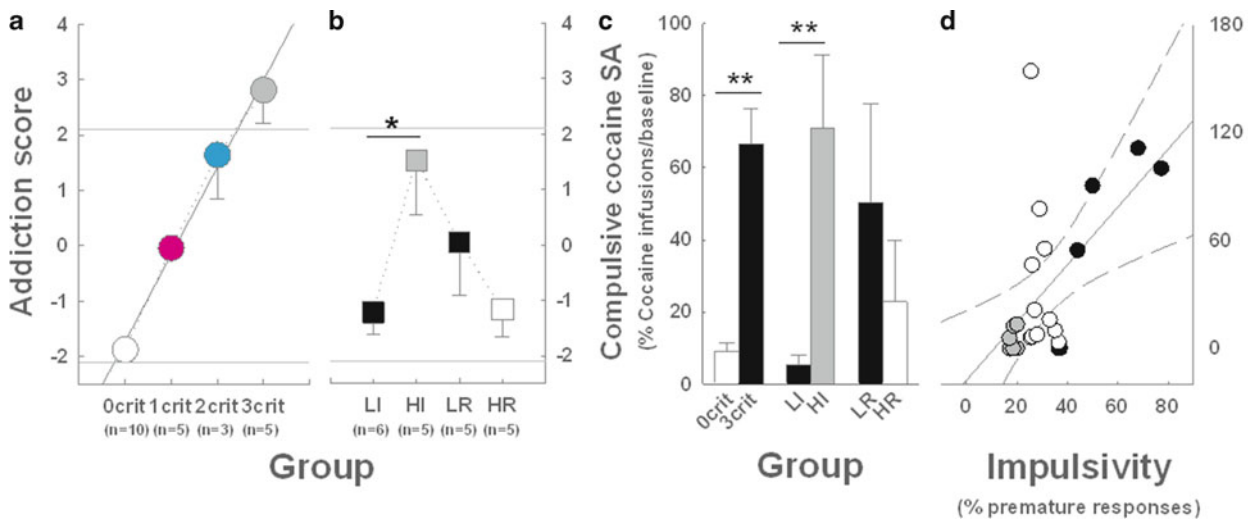 a
Addiction score
4
3
2
1
0
-1
-2
0crit 1crit 2crit 3crit
(n=10) (n=5) (n=3) (n=5)
b
4
3
2
1
0
-1
-2
*
LI HI LR HR
(n=6) (n=5) (n=5) (n=5)
Group
c
Compulsive cocaine SA
(% Cocaine infusions/baseline)
100
80
60
40
20
0
**
**
0crit
3crit
LI
HI
LR
HR
Group
d
180
120
60
0
0 20 40 60 80
Impulsivity
(% premature responses)